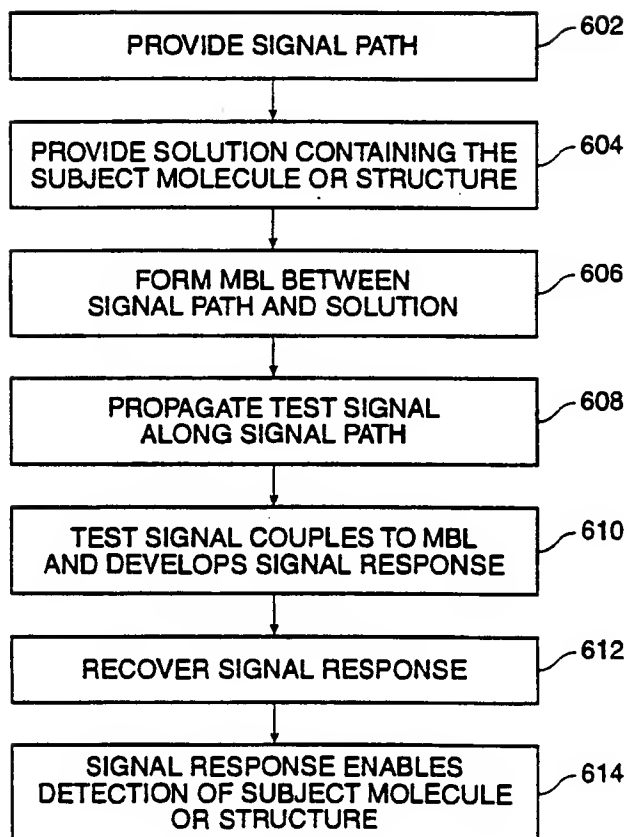 PROVIDE SIGNAL PATH
602
PROVIDE SOLUTION CONTAINING THE
SUBJECT MOLECULE OR STRUCTURE
604
FORM MBL BETWEEN
SIGNAL PATH AND SOLUTION
606
PROPAGATE TEST SIGNAL
ALONG SIGNAL PATH
608
TEST SIGNAL COUPLES TO MBL
AND DEVELOPS SIGNAL RESPONSE
610
RECOVER SIGNAL RESPONSE
612
SIGNAL RESPONSE ENABLES
DETECTION OF SUBJECT MOLECULE
OR STRUCTURE
614